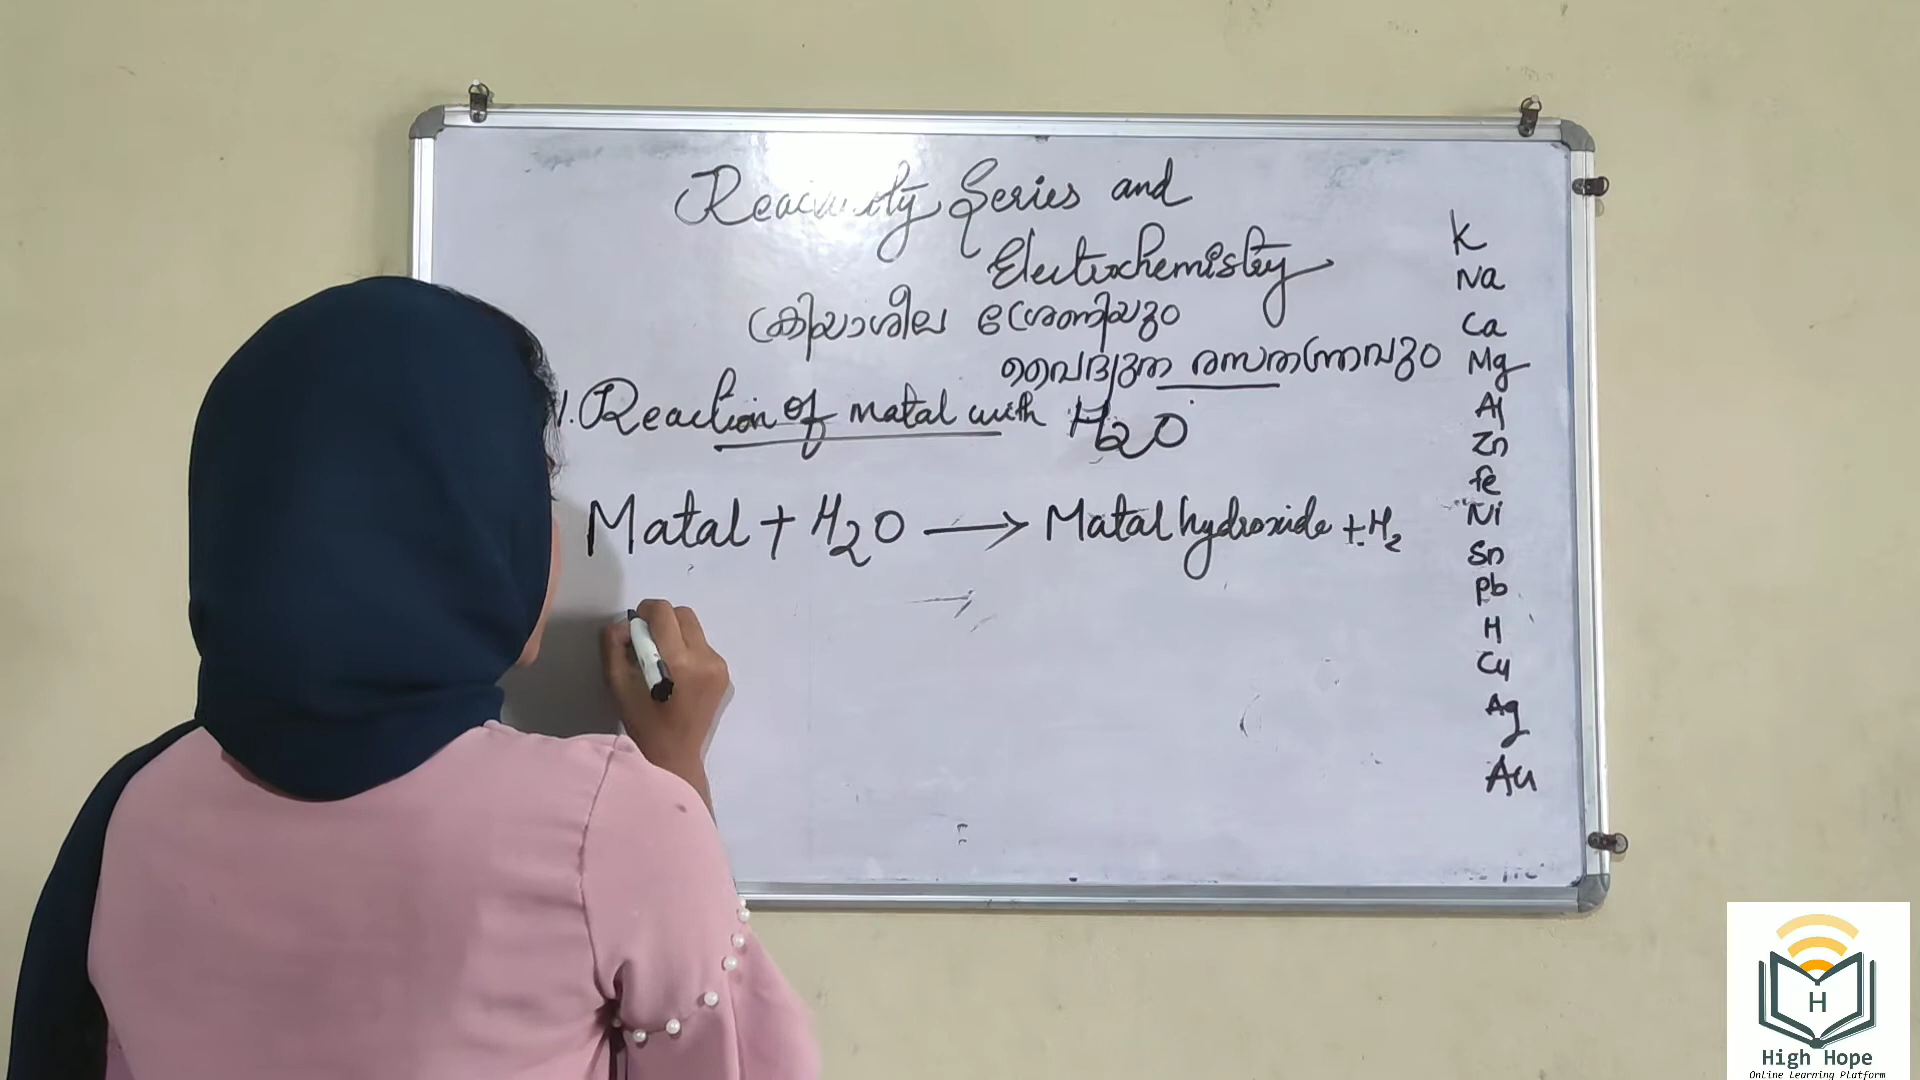 Reactivity Series and
Electrochemistry
ക്രിയാശീല ശ്രേണിയും
വൈദ്യുത രസതന്ത്രവും
1. Reaction of matal with H2O
Matal + H2O → Matal hydroxide + H2
K
Na
Ca
Mg
Al
Zn
Fe
Ni
Sn
Pb
H
Cu
Ag
Au
H
High Hope
Online Learning Platform